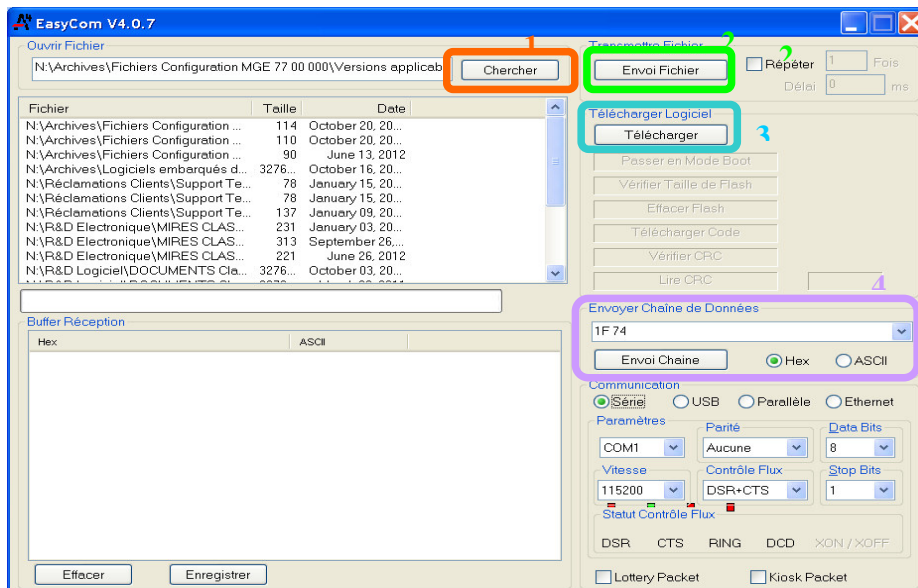 EasyCom V4.0.7
Ouvrir Fichier
N:\Archives\Fichiers Configuration MGE 77 00 000\Versions applicab
Chercher
1
Fichier Taille Date
N:\Archives\Fichiers Configuration ... 114 October 20, 20...
N:\Archives\Fichiers Configuration ... 110 October 20, 20...
N:\Archives\Fichiers Configuration ... 90 June 13, 2012
N:\Archives\Logiciels embarqués d... 3276... October 16, 20...
N:\Réclamations Clients\Support Te... 78 January 15, 20...
N:\Réclamations Clients\Support Te... 78 January 15, 20...
N:\Réclamations Clients\Support Te... 137 January 09, 20...
N:\R&D Electronique\MIRES CLAS... 231 January 03, 20...
N:\R&D Electronique\MIRES CLAS... 313 September 26,...
N:\R&D Electronique\MIRES CLAS... 221 June 26, 2012
N:\R&D Logiciel\DOCUMENTS Cla... 3276... October 03, 20...
Buffer Réception
Hex ASCII
Effacer Enregistrer
Transmettre Fichier
2
Envoi Fichier
2
Répéter 1 Fois
Délai 0 ms
Télécharger Logiciel
Télécharger
3
Passer en Mode Boot
Vérifier Taille de Flash
Effacer Flash
Télécharger Code
Vérifier CRC
Lire CRC
4
Envoyer Chaîne de Données
1F 74
Envoi Chaine Hex ASCII
Communication
Série USB Parallèle Ethernet
Paramètres Parité Data Bits
COM1 Aucune 8
Vitesse Contrôle Flux Stop Bits
115200 DSR+CTS 1
Statut Contrôle Flux
DSR CTS RING DCD XON / XOFF
Lottery Packet Kiosk Packet